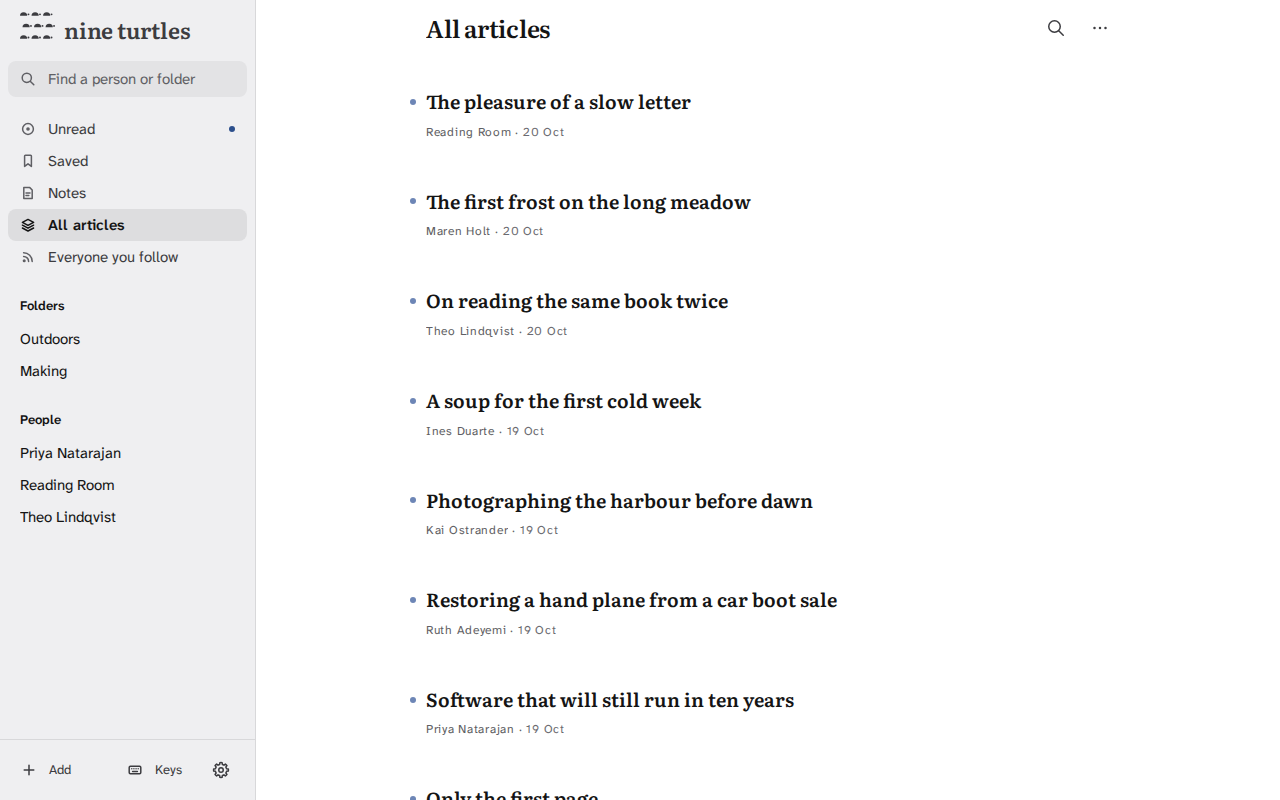 nine turtles
Find a person or folder
Unread
Saved
Notes
All articles
Everyone you follow
Folders
Outdoors
Making
People
Priya Natarajan
Reading Room
Theo Lindqvist
Add
Keys
All articles
The pleasure of a slow letter
Reading Room · 20 Oct
The first frost on the long meadow
Maren Holt · 20 Oct
On reading the same book twice
Theo Lindqvist · 20 Oct
A soup for the first cold week
Ines Duarte · 19 Oct
Photographing the harbour before dawn
Kai Ostrander · 19 Oct
Restoring a hand plane from a car boot sale
Ruth Adeyemi · 19 Oct
Software that will still run in ten years
Priya Natarajan · 19 Oct
Only the first page